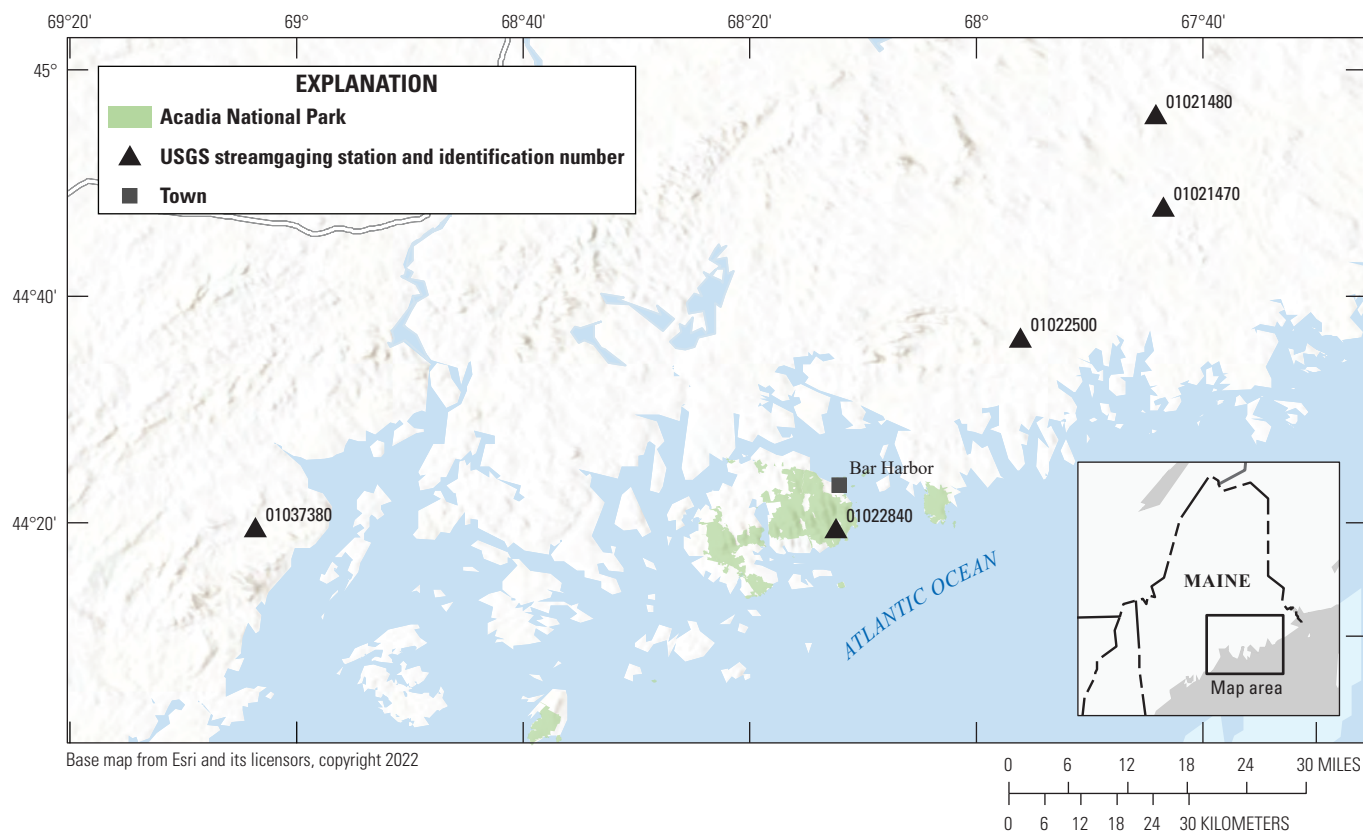 69°20'
69°
68°40'
68°20'
68°
67°40'
45°
EXPLANATION
Acadia National Park
USGS streamgaging station and identification number
Town
01021480
01021470
44°40'
01022500
Bar Harbor
44°20'
01037380
01022840
ATLANTIC OCEAN
MAINE
Map area
Base map from Esri and its licensors, copyright 2022
0 6 12 18 24 30 MILES
0 6 12 18 24 30 KILOMETERS